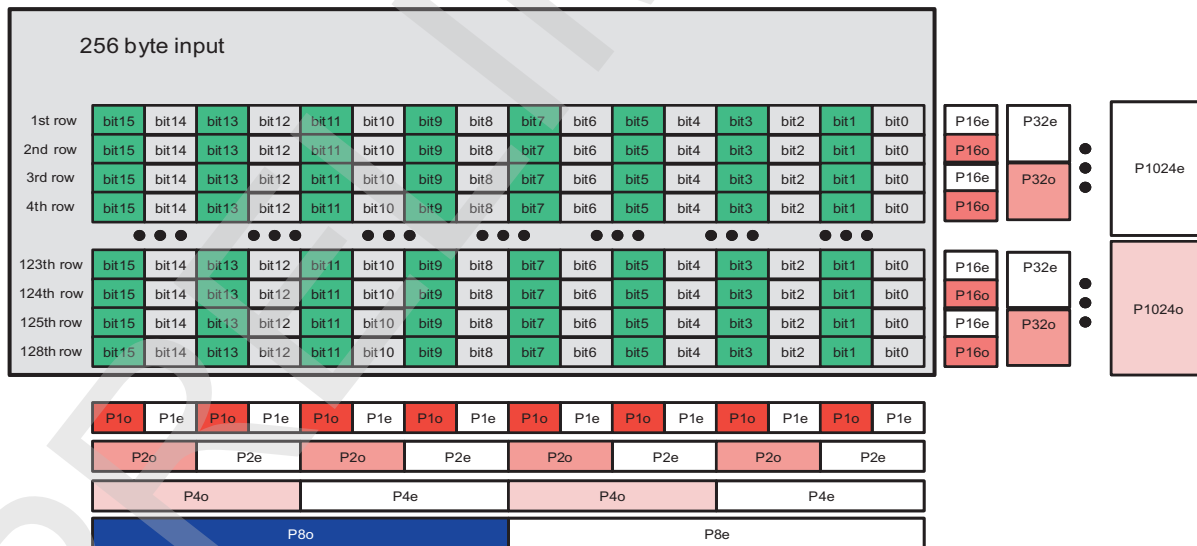 256 byte input
1st row bit15 bit14 bit13 bit12 bit11 bit10 bit9 bit8 bit7 bit6 bit5 bit4 bit3 bit2 bit1 bit0 P16e P32e
2nd row bit15 bit14 bit13 bit12 bit11 bit10 bit9 bit8 bit7 bit6 bit5 bit4 bit3 bit2 bit1 bit0 P16o
3rd row bit15 bit14 bit13 bit12 bit11 bit10 bit9 bit8 bit7 bit6 bit5 bit4 bit3 bit2 bit1 bit0 P16e P32o P1024e
4th row bit15 bit14 bit13 bit12 bit11 bit10 bit9 bit8 bit7 bit6 bit5 bit4 bit3 bit2 bit1 bit0 P16o
123th row bit15 bit14 bit13 bit12 bit11 bit10 bit9 bit8 bit7 bit6 bit5 bit4 bit3 bit2 bit1 bit0 P16e P32e
124th row bit15 bit14 bit13 bit12 bit11 bit10 bit9 bit8 bit7 bit6 bit5 bit4 bit3 bit2 bit1 bit0 P16o
125th row bit15 bit14 bit13 bit12 bit11 bit10 bit9 bit8 bit7 bit6 bit5 bit4 bit3 bit2 bit1 bit0 P16e P32o P1024o
128th row bit15 bit14 bit13 bit12 bit11 bit10 bit9 bit8 bit7 bit6 bit5 bit4 bit3 bit2 bit1 bit0 P16o
P1o P1e P1o P1e P1o P1e P1o P1e P1o P1e P1o P1e P1o P1e P1o P1e
P2o P2e P2o P2e P2o P2e P2o P2e
P4o P4e P4o P4e
P8o P8e